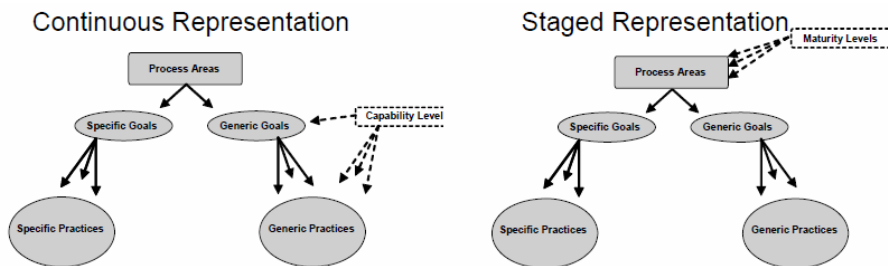 Continuous Representation
Staged Representation
Process Areas
Specific Goals
Generic Goals
Capability Level
Specific Practices
Generic Practices
Maturity Levels
Process Areas
Specific Goals
Generic Goals
Specific Practices
Generic Practices